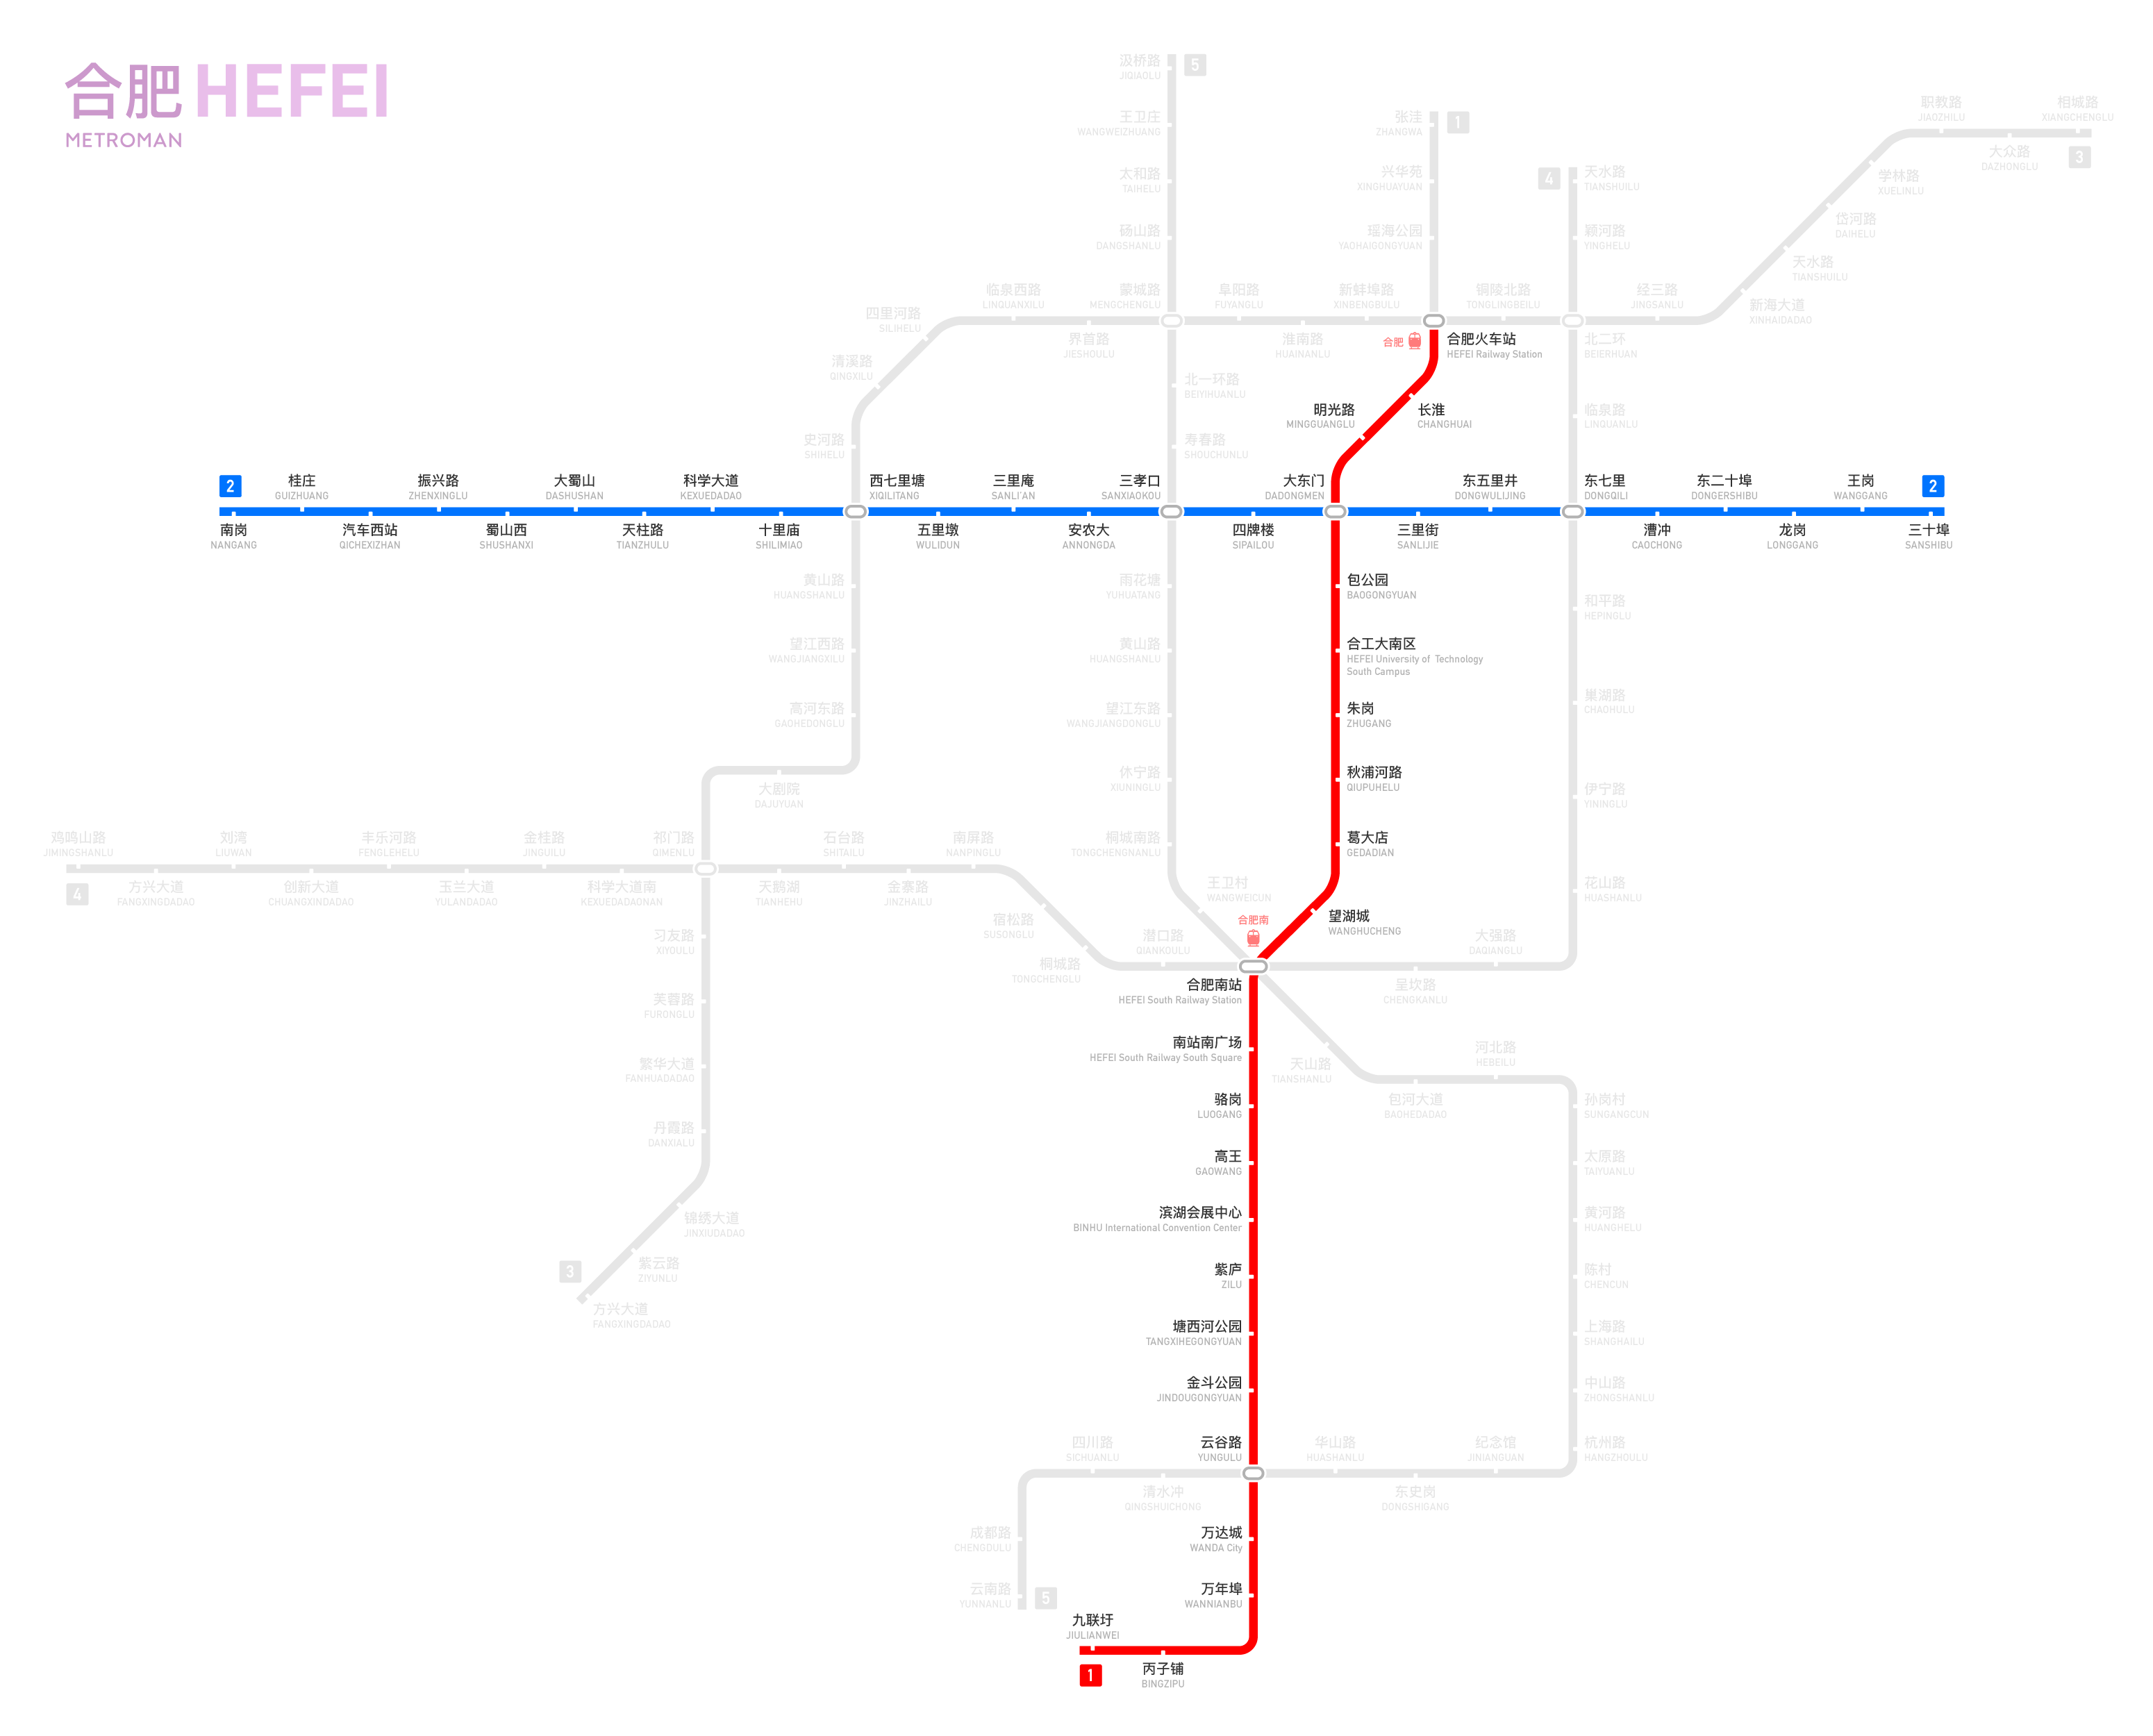 合肥 HEFEI
METROMAN
汲桥路
JIQIAOLU
5
王卫庄
WANGWEIZHUANG
太和路
TAIHELU
砀山路
DANGSHANLU
蒙城路
MENGCHENGLU
张洼
ZHANGWA
1
兴华苑
XINGHUAYUAN
瑶海公园
YAOHAIGONGYUAN
4
天水路
TIANSHUILU
颍河路
YINGHELU
职教路
JIAOZHILU
相城路
XIANGCHENGLU
大众路
DAZHONGLU
3
学林路
XUELINLU
岱河路
DAIHELU
天水路
TIANSHUILU
新海大道
XINHAIDADAO
四里河路
SILIHELU
临泉西路
LINQUANXILU
界首路
JIESHOULU
阜阳路
FUYANGLU
淮南路
HUAINANLU
新蚌埠路
XINBENGBULU
合肥
合肥火车站
HEFEI Railway Station
铜陵北路
TONGLINGBEILU
北二环
BEIERHUAN
经三路
JINGSANLU
清溪路
QINGXILU
北一环路
BEIYIHUANLU
明光路
MINGGUANGLU
长淮
CHANGHUAI
临泉路
LINQUANLU
史河路
SHIHELU
寿春路
SHOUCHUNLU
2
桂庄
GUIZHUANG
振兴路
ZHENXINGLU
大蜀山
DASHUSHAN
科学大道
KEXUEDADAO
西七里塘
XIQILITANG
三里庵
SANLI'AN
三孝口
SANXIAOKOU
大东门
DADONGMEN
东五里井
DONGWULIJING
东七里
DONGQILI
东二十埠
DONGERSHIBU
王岗
WANGGANG
2
南岗
NANGANG
汽车西站
QICHEXIZHAN
蜀山西
SHUSHANXI
天柱路
TIANZHULU
十里庙
SHILIMIAO
五里墩
WULIDUN
安农大
ANNONGDA
四牌楼
SIPAILOU
三里街
SANLIJIE
漕冲
CAOCHONG
龙岗
LONGGANG
三十埠
SANSHIBU
黄山路
HUANGSHANLU
雨花塘
YUHUATANG
包公园
BAOGONGYUAN
和平路
HEPINGLU
望江西路
WANGJIANGXILU
黄山路
HUANGSHANLU
合工大南区
HEFEI University of Technology
South Campus
高河东路
GAOHEDONGLU
望江东路
WANGJIANGDONGLU
朱岗
ZHUGANG
巢湖路
CHAOHULU
大剧院
DAJUYUAN
休宁路
XIUNINGLU
秋浦河路
QIUPUHELU
伊宁路
YININGLU
鸡鸣山路
JIMINGSHANLU
刘湾
LIUWAN
丰乐河路
FENGLEHELU
金桂路
JINGUILU
祁门路
QIMENLU
石台路
SHITAILU
南屏路
NANPINGLU
桐城南路
TONGCHENGNANLU
葛大店
GEDADIAN
4
方兴大道
FANGXINGDADAO
创新大道
CHUANGXINDADAO
玉兰大道
YULANDADAO
科学大道南
KEXUEDADAONAN
天鹅湖
TIANHEHU
金寨路
JINZHAILU
王卫村
WANGWEICUN
花山路
HUASHANLU
宿松路
SUSONGLU
合肥南
望湖城
WANGHUCHENG
习友路
XIYOULU
桐城路
TONGCHENGLU
潜口路
QIANKOULU
大强路
DAQIANGLU
合肥南站
HEFEI South Railway Station
呈坎路
CHENGKANLU
芙蓉路
FURONGLU
南站南广场
HEFEI South Railway South Square
天山路
TIANSHANLU
河北路
HEBEILU
繁华大道
FANHUADADAO
骆岗
LUOGANG
包河大道
BAOHEDADAO
孙岗村
SUNGANGCUN
丹霞路
DANXIALU
高王
GAOWANG
太原路
TAIYUANLU
锦绣大道
JINXIUDADAO
滨湖会展中心
BINHU International Convention Center
黄河路
HUANGHELU
3
紫云路
ZIYUNLU
紫庐
ZILU
陈村
CHENCUN
方兴大道
FANGXINGDADAO
塘西河公园
TANGXIHEGONGYUAN
上海路
SHANGHAILU
金斗公园
JINDOUGONGYUAN
中山路
ZHONGSHANLU
四川路
SICHUANLU
云谷路
YUNGULU
华山路
HUASHANLU
纪念馆
JINIANGUAN
杭州路
HANGZHOULU
清水冲
QINGSHUICHONG
东史岗
DONGSHIGANG
成都路
CHENGDULU
万达城
WANDA City
云南路
YUNNANLU
5
万年埠
WANNIANBU
九联圩
JIULIANWEI
1
丙子铺
BINGZIPU